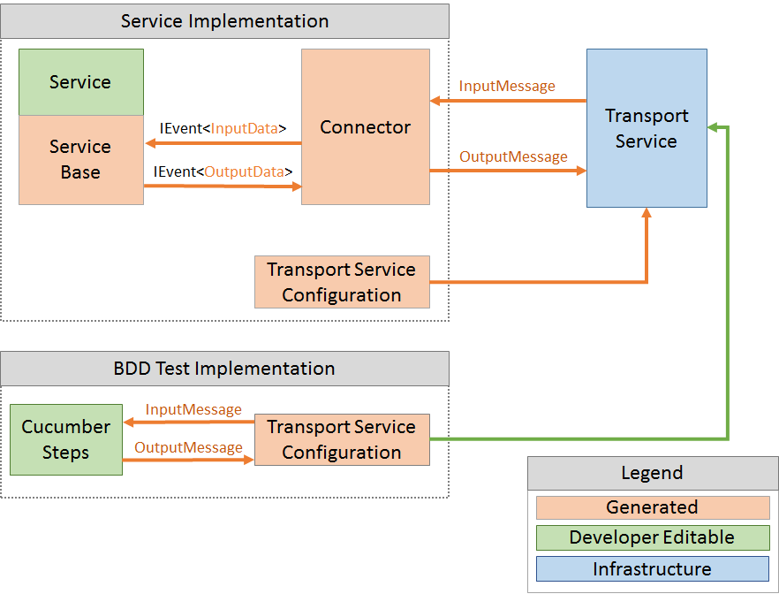 Service Implementation
Service
Service
Base
IEvent<InputData>
IEvent<OutputData>
Connector
InputMessage
OutputMessage
Transport
Service
Transport Service
Configuration
BDD Test Implementation
Cucumber
Steps
InputMessage
OutputMessage
Transport Service
Configuration
Legend
Generated
Developer Editable
Infrastructure